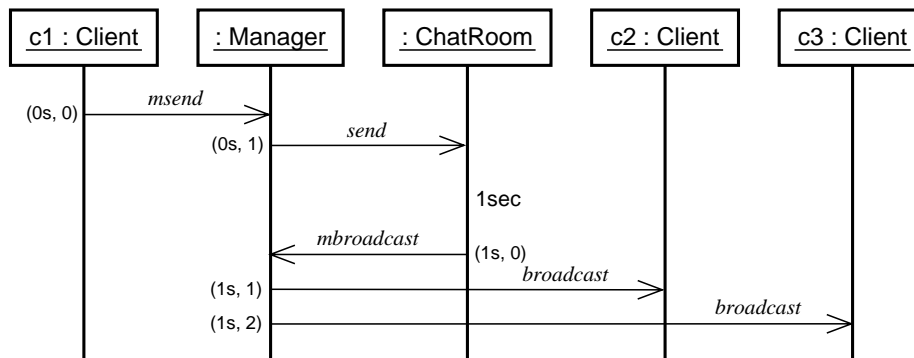 c1 : Client
: Manager
: ChatRoom
c2 : Client
c3 : Client
msend
(0s, 0)
send
(0s, 1)
1sec
mbroadcast
(1s, 0)
broadcast
(1s, 1)
broadcast
(1s, 2)